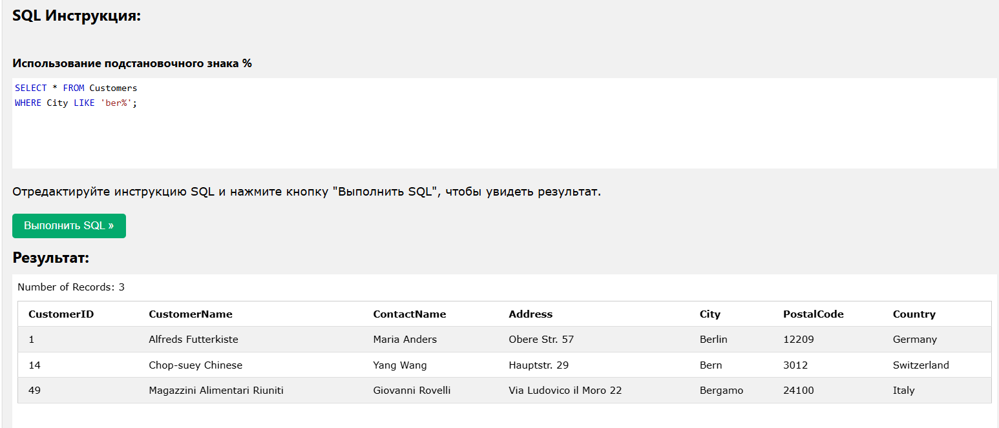 SQL Инструкция:
Использование подстановочного знака %
SELECT * FROM Customers
WHERE City LIKE 'ber%';
Отредактируйте инструкцию SQL и нажмите кнопку "Выполнить SQL", чтобы увидеть результат.
Выполнить SQL »
Результат:
Number of Records: 3
CustomerID CustomerName ContactName Address City PostalCode Country
1 Alfreds Futterkiste Maria Anders Obere Str. 57 Berlin 12209 Germany
14 Chop-suey Chinese Yang Wang Hauptstr. 29 Bern 3012 Switzerland
49 Magazzini Alimentari Riuniti Giovanni Rovelli Via Ludovico il Moro 22 Bergamo 24100 Italy